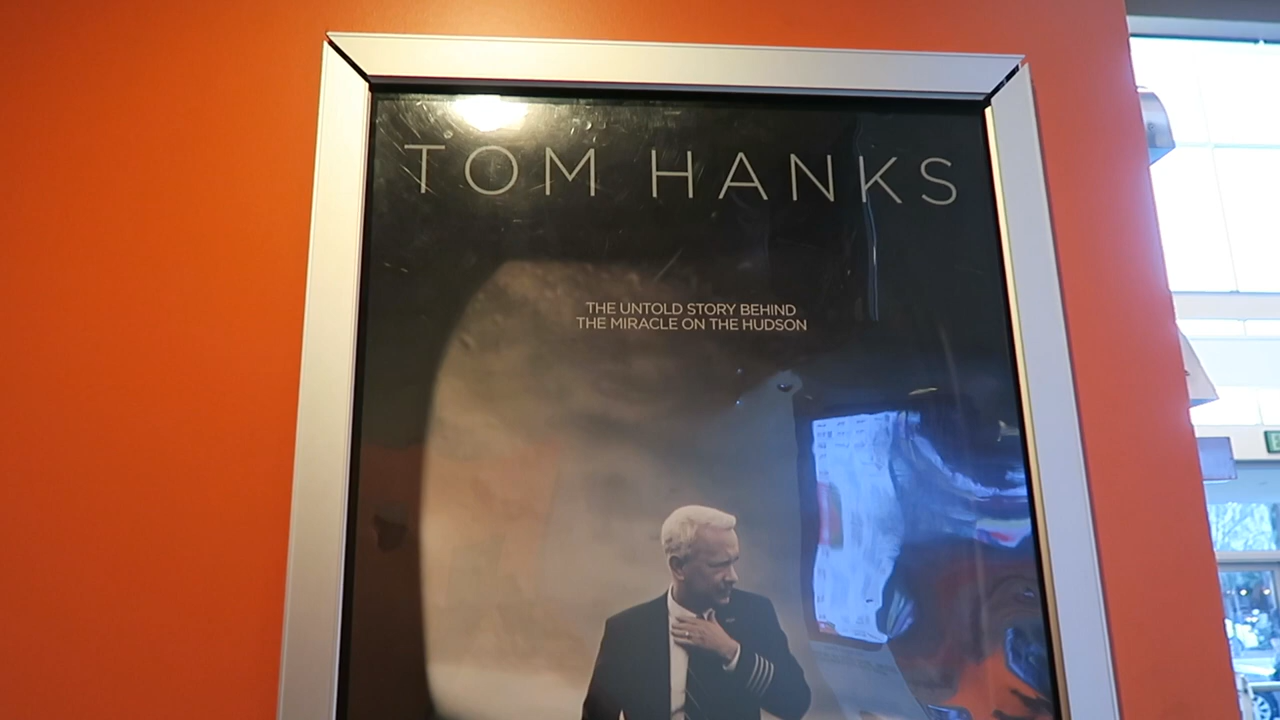 TOM HANKS
THE UNTOLD STORY BEHIND
THE MIRACLE ON THE HUDSON